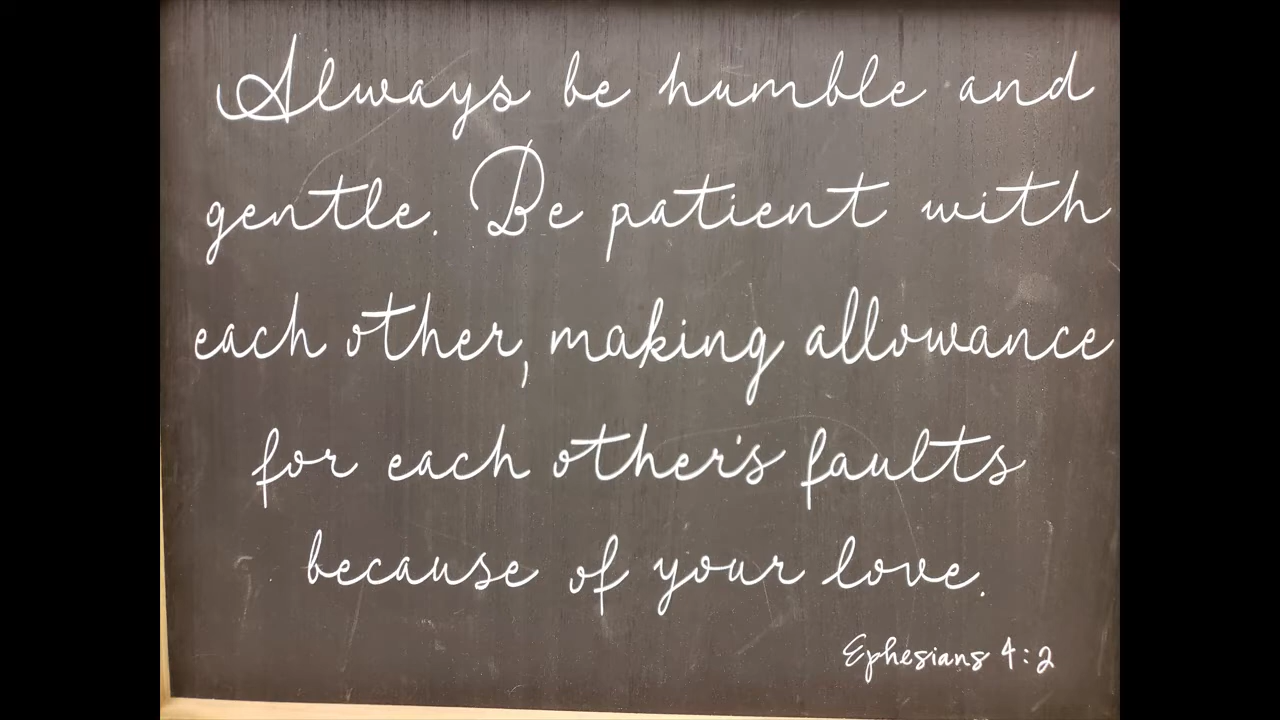 Always be humble and
gentle. Be patient with
each other, making allowance
for each other's faults
because of your love.
Ephesians 4:2